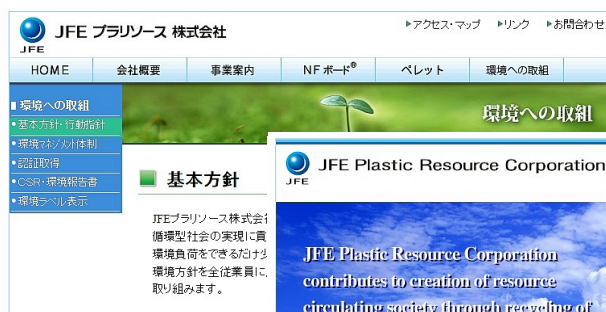 JFE
JFE プラリソース 株式会社
▶アクセス・マップ ▶リンク ▶お問合わせ
HOME 会社概要 事業案内 NFボード® ペレット 環境への取組
■環境への取組
•基本方針・行動指針
•環境マネジメント体制
•認証取得
•CSR・環境報告書
•環境ラベル表示
環境への取組
基本方針
JFEプラリソース株式会
循環型社会の実現に貢
環境負荷をできるだけ少
環境方針を全従業員に
取り組みます。
JFE
JFE Plastic Resource Corporation
JFE Plastic Resource Corporation
contributes to creation of resource
circulating society through recycling of